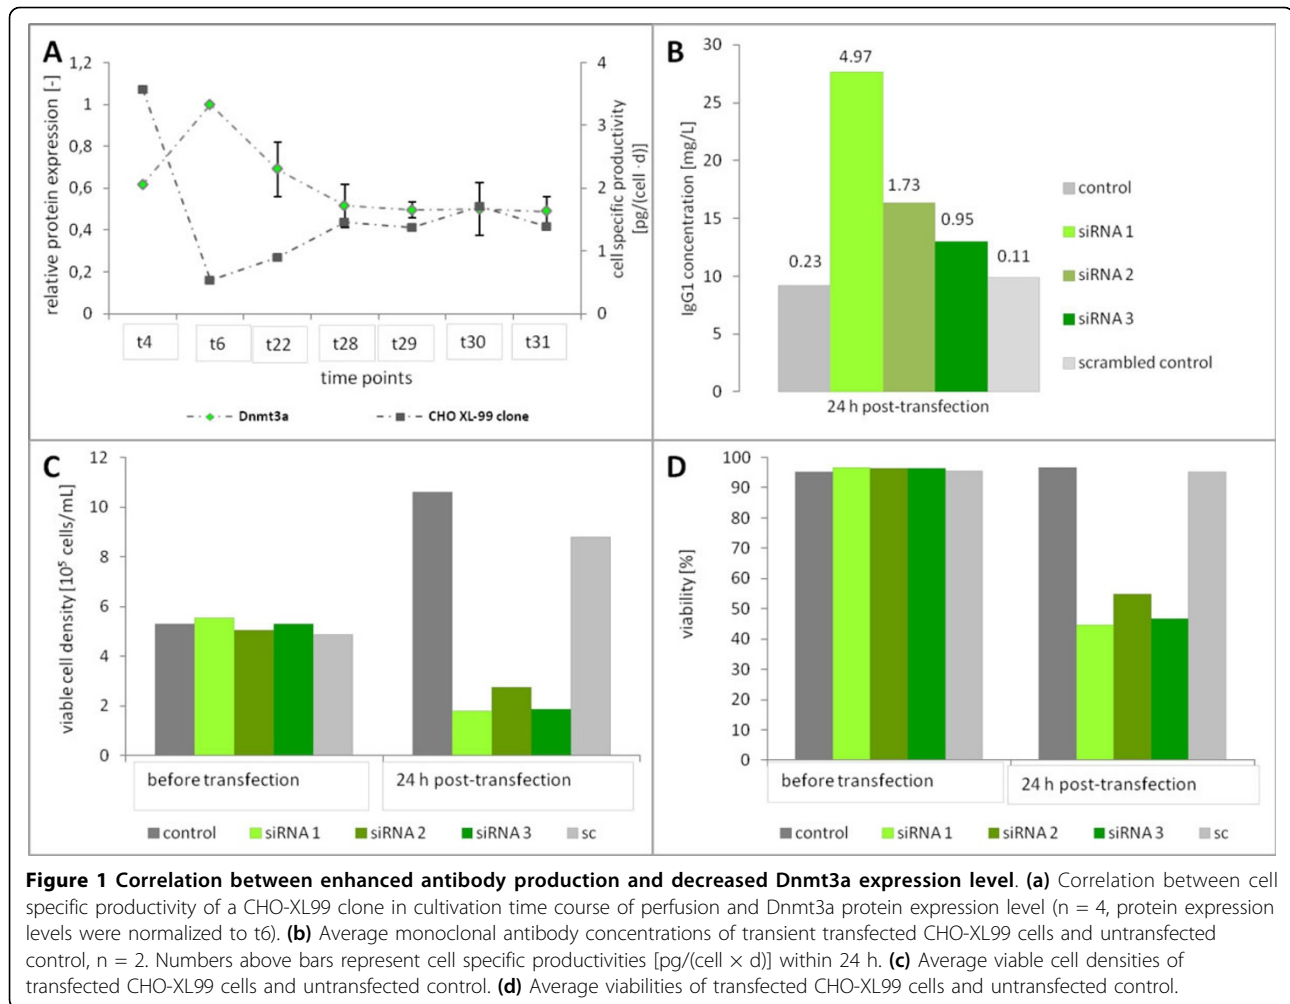 A
relative protein expression [-]
1,2
1
0,8
0,6
0,4
0,2
0
4
3
2
1
0
cell specific productivity
[pg/(cell · d)]
t4 t6 t22 t28 t29 t30 t31
time points
Dnmt3a CHO XL-99 clone
B
IgG1 concentration [mg/L]
30
25
20
15
10
5
0
0.23 4.97 1.73 0.95 0.11
24 h post-transfection
control
siRNA 1
siRNA 2
siRNA 3
scrambled control
C
viable cell density [10⁵ cells/mL]
12
10
8
6
4
2
0
before transfection 24 h post-transfection
control siRNA 1 siRNA 2 siRNA 3 sc
D
viability [%]
100
90
80
70
60
50
40
30
20
10
0
before transfection 24 h post-transfection
control siRNA 1 siRNA 2 siRNA 3 sc
Figure 1 Correlation between enhanced antibody production and decreased Dnmt3a expression level. (a) Correlation between cell
specific productivity of a CHO-XL99 clone in cultivation time course of perfusion and Dnmt3a protein expression level (n = 4, protein expression
levels were normalized to t6). (b) Average monoclonal antibody concentrations of transient transfected CHO-XL99 cells and untransfected
control, n = 2. Numbers above bars represent cell specific productivities [pg/(cell × d)] within 24 h. (c) Average viable cell densities of
transfected CHO-XL99 cells and untransfected control. (d) Average viabilities of transfected CHO-XL99 cells and untransfected control.